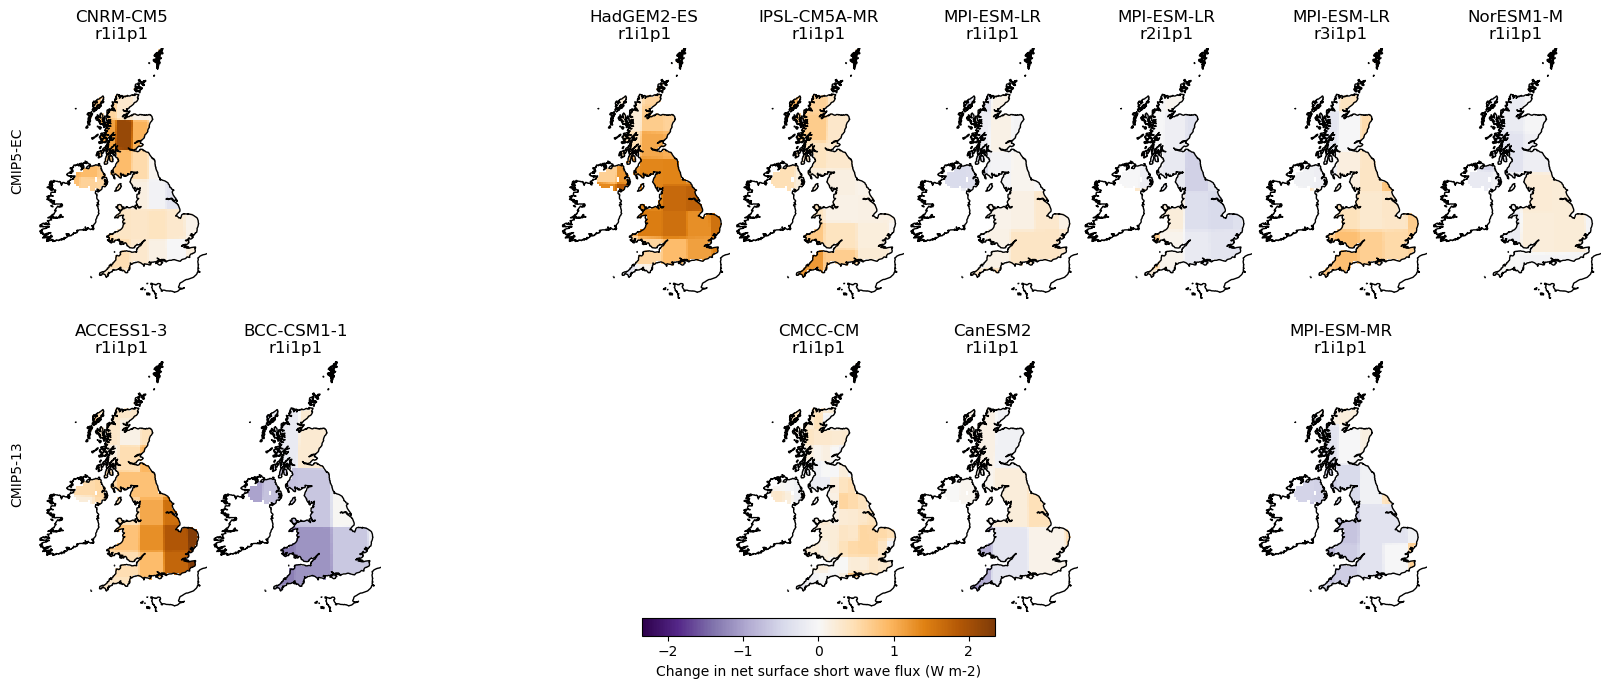 CNRM-CM5
r1i1p1
HadGEM2-ES
r1i1p1
IPSL-CM5A-MR
r1i1p1
MPI-ESM-LR
r1i1p1
MPI-ESM-LR
r2i1p1
MPI-ESM-LR
r3i1p1
NorESM1-M
r1i1p1
CMIP5-EC
ACCESS1-3
r1i1p1
BCC-CSM1-1
r1i1p1
CMCC-CM
r1i1p1
CanESM2
r1i1p1
MPI-ESM-MR
r1i1p1
CMIP5-13
−2 −1 0 1 2
Change in net surface short wave flux (W m-2)